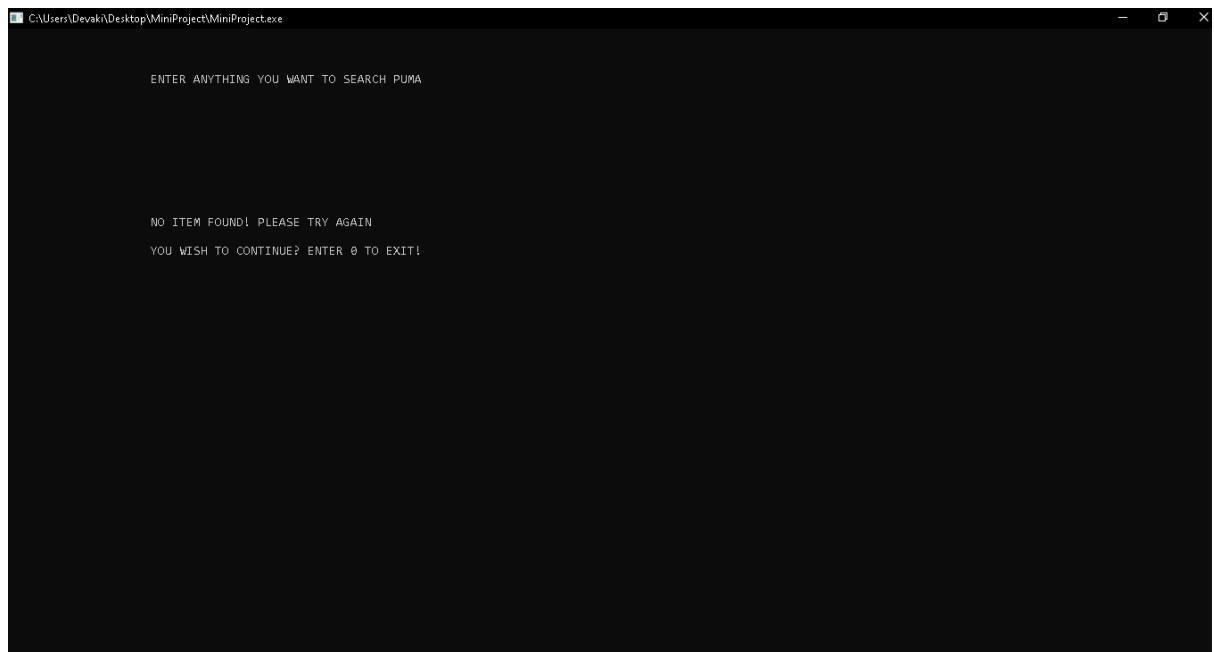 C:\Users\Devaki\Desktop\MiniProject\MiniProject.exe
ENTER ANYTHING YOU WANT TO SEARCH PUMA
NO ITEM FOUND! PLEASE TRY AGAIN
YOU WISH TO CONTINUE? ENTER 0 TO EXIT!